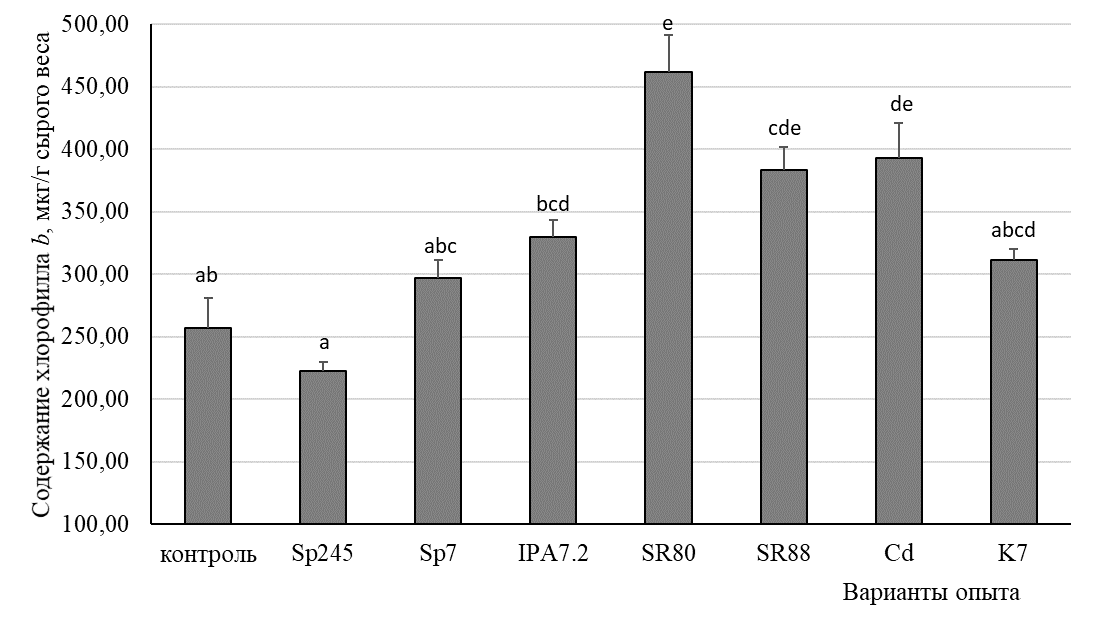 Содержание хлорофилла b, мкг/г сырого веса
500,00
450,00
400,00
350,00
300,00
250,00
200,00
150,00
100,00
ab
a
abc
bcd
e
cde
de
abcd
контроль Sp245 Sp7 IPA7.2 SR80 SR88 Cd K7
Варианты опыта